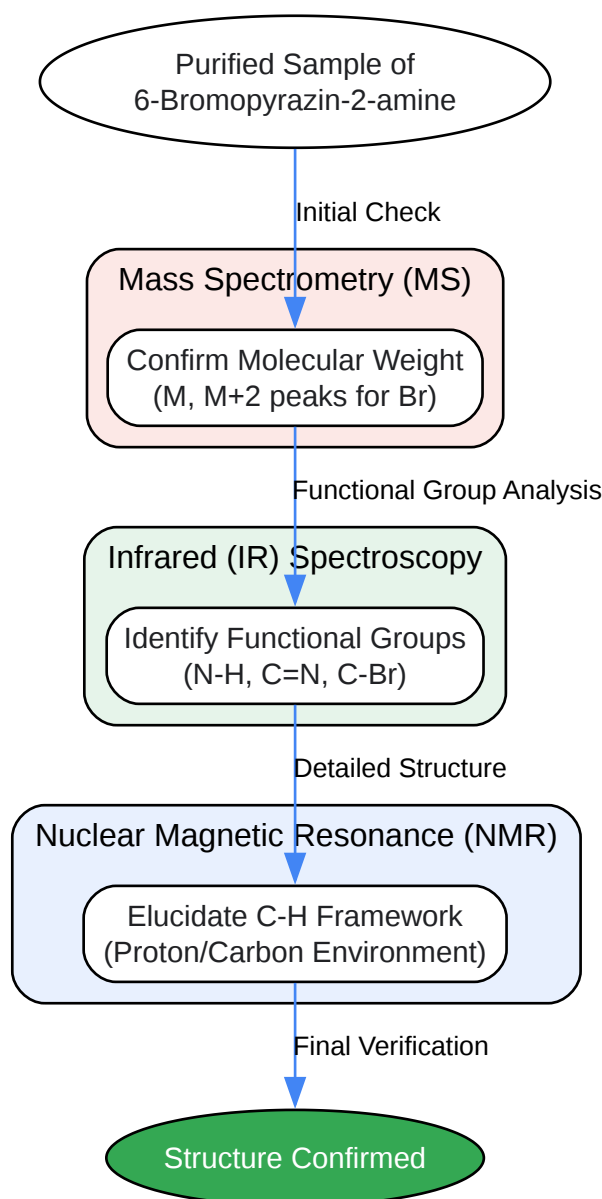 Purified Sample of
6-Bromopyrazin-2-amine
Initial Check
Mass Spectrometry (MS)
Confirm Molecular Weight
(M, M+2 peaks for Br)
Functional Group Analysis
Infrared (IR) Spectroscopy
Identify Functional Groups
(N-H, C=N, C-Br)
Detailed Structure
Nuclear Magnetic Resonance (NMR)
Elucidate C-H Framework
(Proton/Carbon Environment)
Final Verification
Structure Confirmed